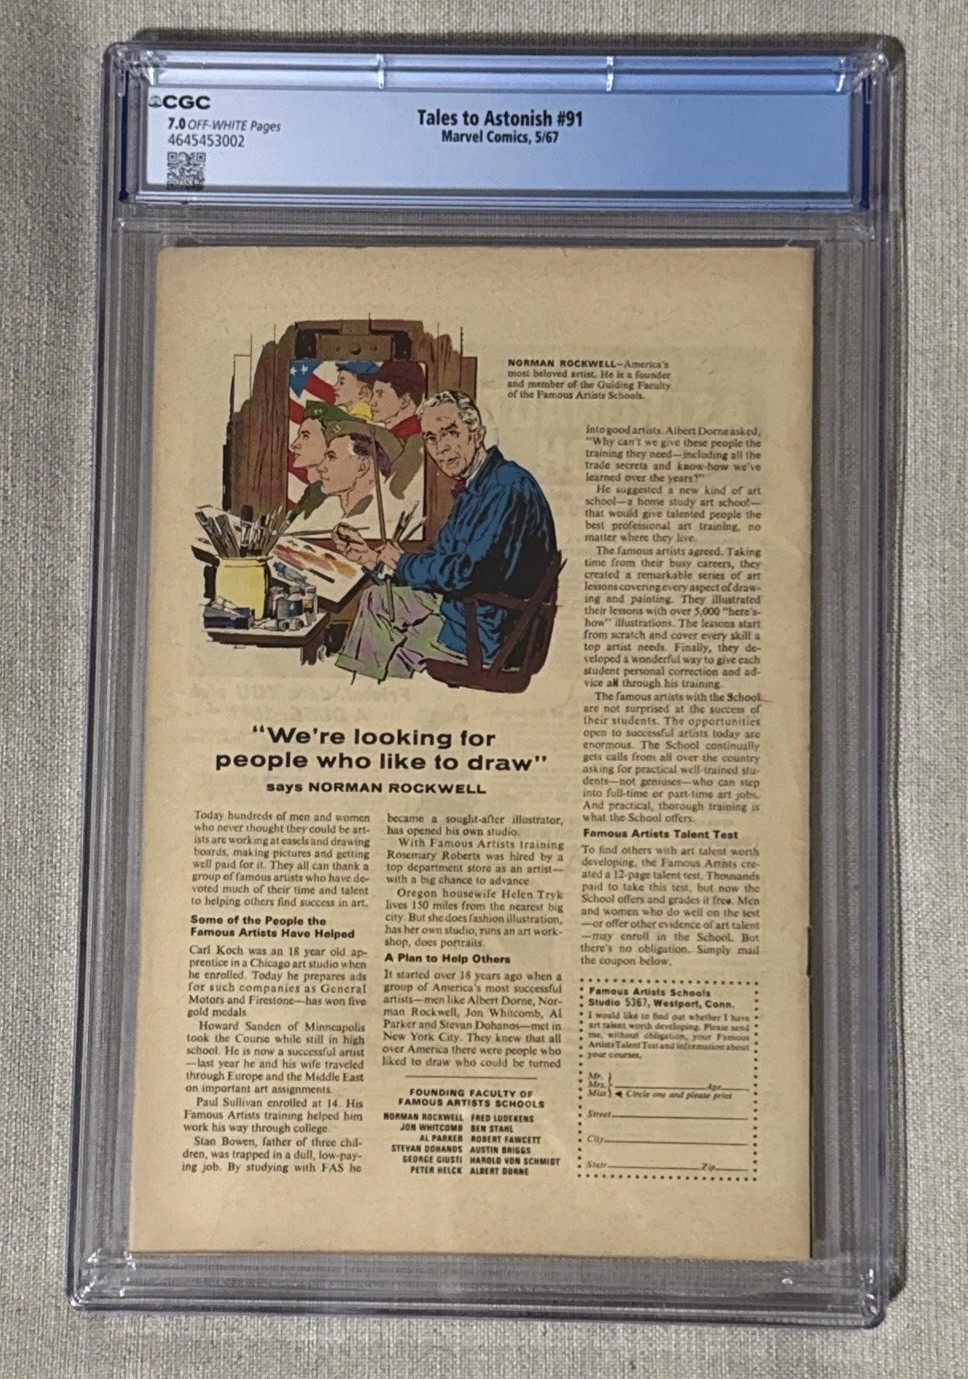 CGC
7.0 OFF-WHITE Pages
4645453002
Tales to Astonish #91
Marvel Comics, 5/67
NORMAN ROCKWELL—America's
most beloved artist. He is a founder
and member of the Guiding Faculty
of the Famous Artists Schools.
"We're looking for
people who like to draw"
says NORMAN ROCKWELL
Today hundreds of men and women
who never thought they could be art-
ists are working at easels and drawing
boards, making pictures and getting
well paid for it. They all can thank a
group of famous artists who have de-
voted much of their time and talent
to helping others find success in art.
Some of the People the
Famous Artists Have Helped
Carl Koch was an 18 year old ap-
prentice in a Chicago art studio when
he enrolled. Today he prepares ads
for such companies as General
Motors and Firestone—has won five
gold medals.
Howard Sanden of Minneapolis
took the Course while still in high
school. He is now a successful artist
—last year he and his wife traveled
through Europe and the Middle East
on important art assignments.
Paul Sullivan enrolled at 14. His
Famous Artists training helped him
work his way through college.
Stan Bowen, father of three chil-
dren, was trapped in a dull, low-pay-
ing job. By studying with FAS he
became a sought-after illustrator,
has opened his own studio.
With Famous Artists training
Rosemary Roberts was hired by a
top department store as an artist—
with a big chance to advance.
Oregon housewife Helen Tryk
lives 150 miles from the nearest big
city. But she does fashion illustration,
has her own studio, runs an art work-
shop, does portraits.
A Plan to Help Others
It started over 18 years ago when a
group of America's most successful
artists—men like Albert Dorne, Nor-
man Rockwell, Jon Whitcomb, Al
Parker and Stevan Dohanos—met in
New York City. They knew that all
over America there were people who
liked to draw who could be turned
FOUNDING FACULTY OF
FAMOUS ARTISTS SCHOOLS
NORMAN ROCKWELL FRED LUDEKENS
JON WHITCOMB BEN STAHL
AL PARKER ROBERT FAWCETT
STEVAN DOHANOS AUSTIN BRIGGS
GEORGE GIUSTI HAROLD VON SCHMIDT
PETER HELCK ALBERT DORNE
into good artists. Albert Dorne asked,
"Why can't we give these people the
training they need—including all the
trade secrets and know-how we've
learned over the years?"
He suggested a new kind of art
school—a home study art school—
that would give talented people the
best professional art training, no
matter where they live.
The famous artists agreed. Taking
time from their busy careers, they
created a remarkable series of art
lessons covering every aspect of draw-
ing and painting. They illustrated
their lessons with over 5,000 "here's-
how" illustrations. The lessons start
from scratch and cover every skill a
top artist needs. Finally, they de-
veloped a wonderful way to give each
student personal correction and ad-
vice all through his training.
The famous artists with the School
are not surprised at the success of
their students. The opportunities
open to successful artists today are
enormous. The School continually
gets calls from all over the country
asking for practical well-trained stu-
dents—not geniuses—who can step
into full-time or part-time art jobs.
And practical, thorough training is
what the School offers.
Famous Artists Talent Test
To find others with art talent worth
developing, the Famous Artists cre-
ated a 12-page talent test. Thousands
paid to take this test, but now the
School offers and grades it free. Men
and women who do well on the test
—or offer other evidence of art talent
—may enroll in the School. But
there's no obligation. Simply mail
the coupon below.
Famous Artists Schools
Studio 5367, Westport, Conn.
I would like to find out whether I have
art talent worth developing. Please send
me, without obligation, your Famous
Artists Talent Test and information about
your courses.
Mr.
Mrs. Age
Miss Circle one and please print
Street
City
State Zip